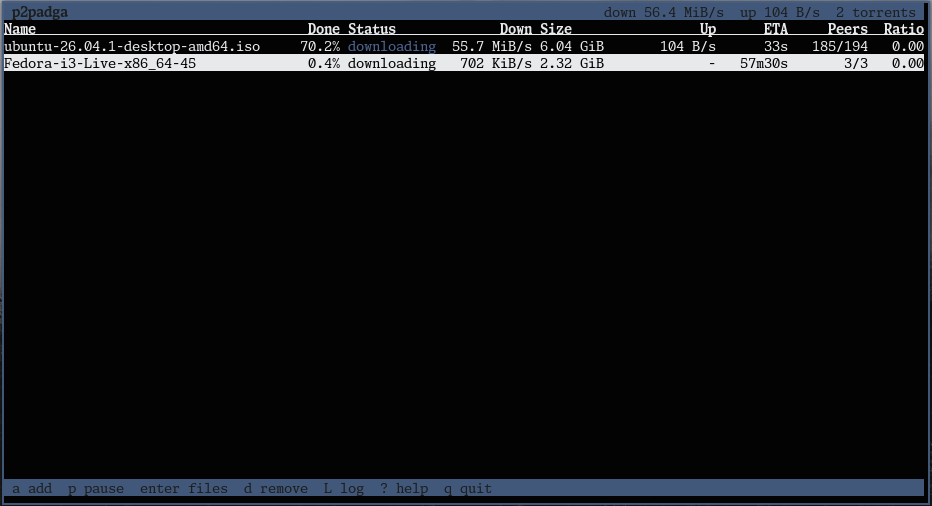 p2padga down 56.4 MiB/s up 104 B/s 2 torrents
Name Done Status Down Size Up ETA Peers Ratio
ubuntu-26.04.1-desktop-amd64.iso 70.2% downloading 55.7 MiB/s 6.04 GiB 104 B/s 33s 185/194 0.00
Fedora-i3-Live-x86_64-45 0.4% downloading 702 KiB/s 2.32 GiB - 57m30s 3/3 0.00
a add p pause enter files d remove L log ? help q quit